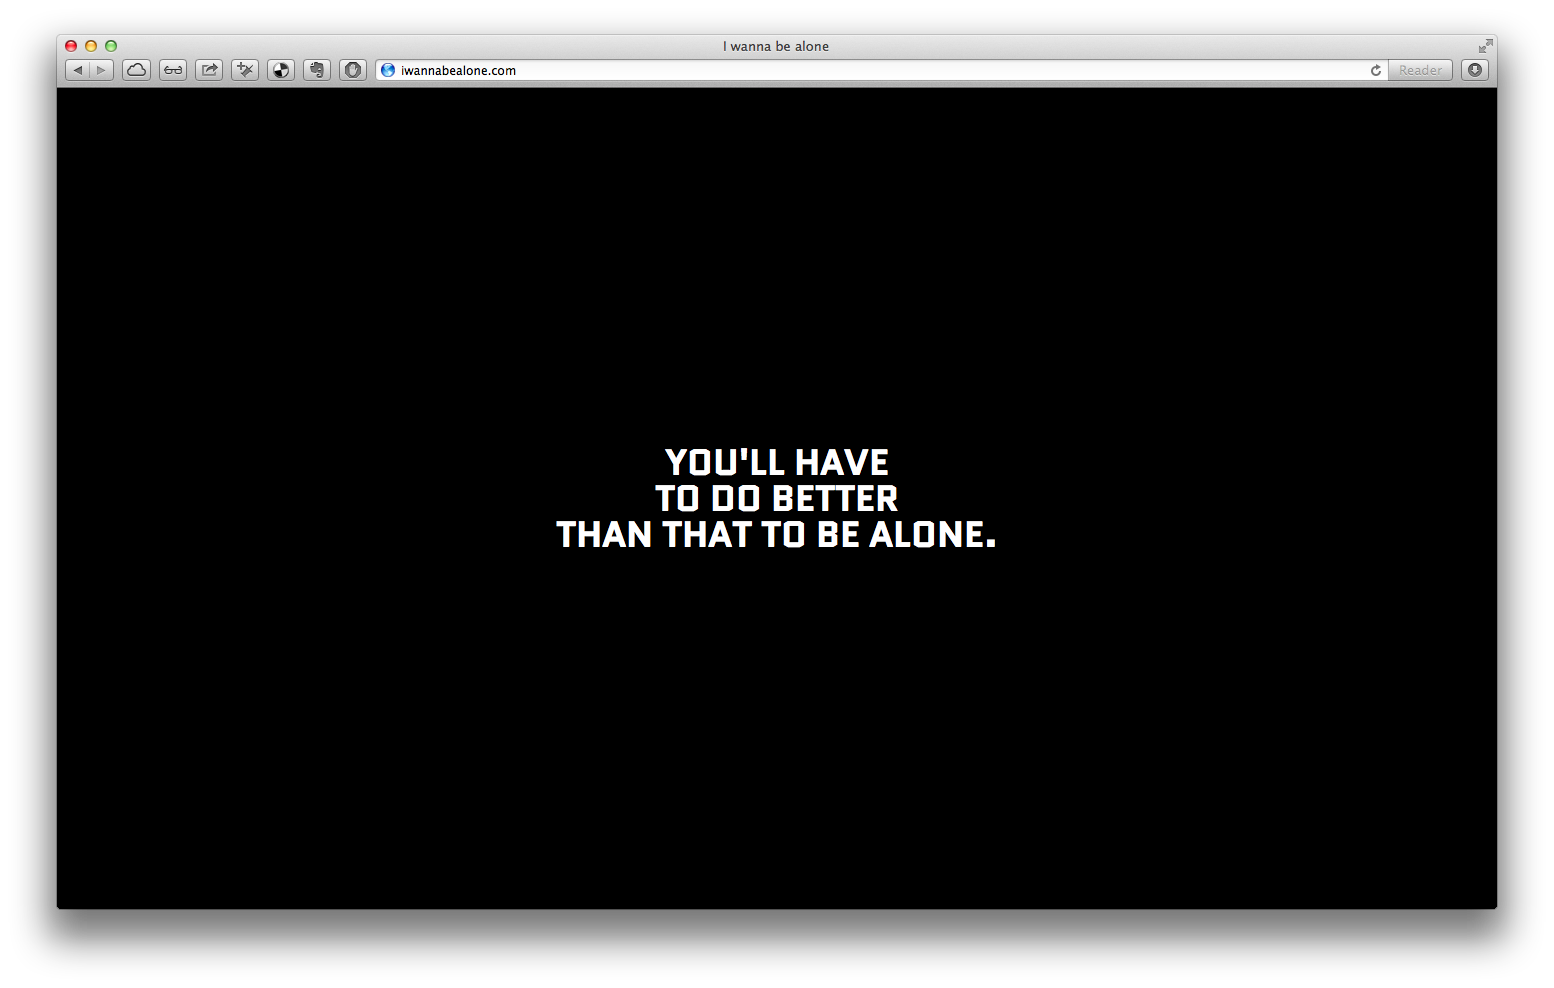 I wanna be alone
iwannabealone.com
Reader
YOU'LL HAVE
TO DO BETTER
THAN THAT TO BE ALONE.